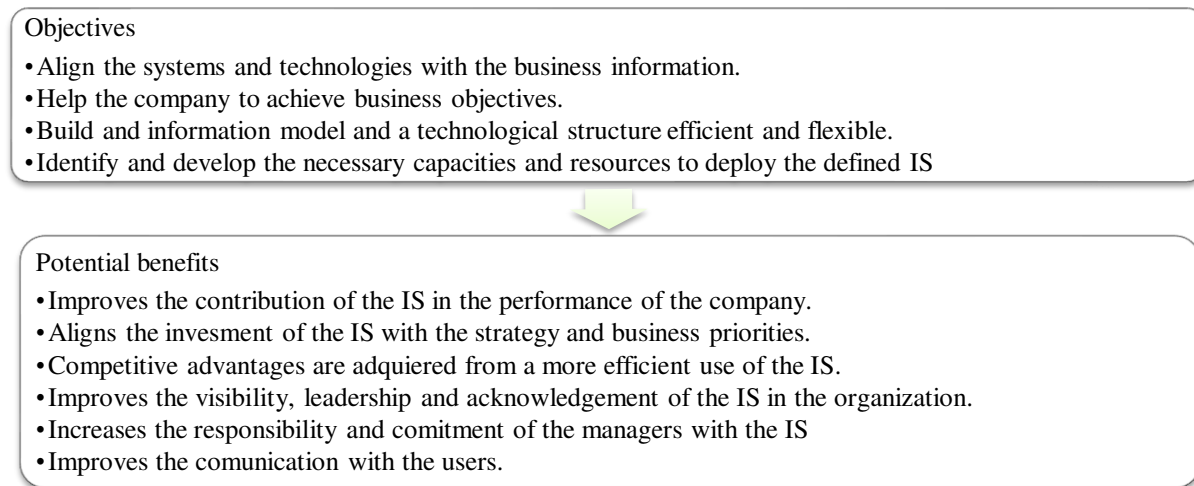 Objectives
•Align the systems and technologies with the business information.
•Help the company to achieve business objectives.
•Build and information model and a technological structure efficient and flexible.
•Identify and develop the necessary capacities and resources to deploy the defined IS
Potential benefits
•Improves the contribution of the IS in the performance of the company.
•Aligns the invesment of the IS with the strategy and business priorities.
•Competitive advantages are adquiered from a more efficient use of the IS.
•Improves the visibility, leadership and acknowledgement of the IS in the organization.
•Increases the responsibility and comitment of the managers with the IS
•Improves the comunication with the users.